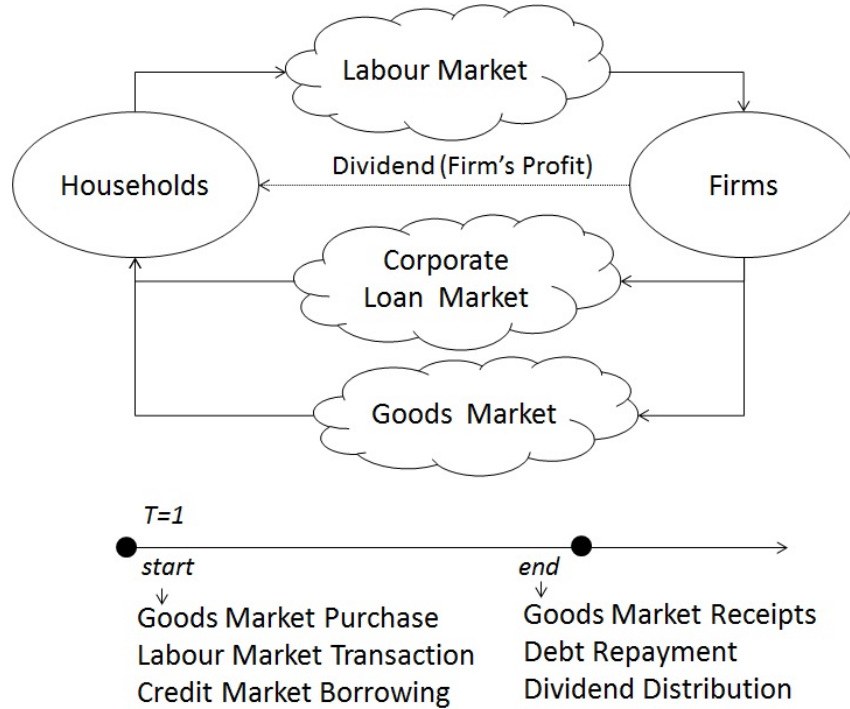 Labour Market
Dividend (Firm's Profit)
Households
Firms
Corporate
Loan Market
Goods Market
T=1
start
end
Goods Market Purchase
Labour Market Transaction
Credit Market Borrowing
Goods Market Receipts
Debt Repayment
Dividend Distribution